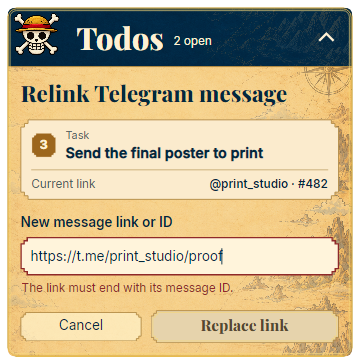 Todos 2 open
Relink Telegram message
3
Task
Send the final poster to print
Current link @print_studio · #482
New message link or ID
https://t.me/print_studio/proof
The link must end with its message ID.
Cancel Replace link